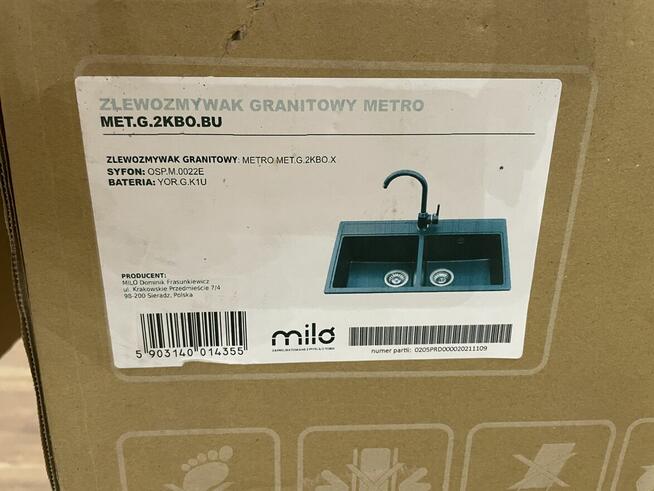 ZLEWOZMYWAK GRANITOWY METRO
MET.G.2KBO.BU
ZLEWOZMYWAK GRANITOWY: METRO MET.G.2KBO.X
SYFON: OSP.M.0022E
BATERIA: YOR.G.K1U
PRODUCENT:
MILO Dominik Frasunkiewicz
ul. Krakowskie Przedmieście 7/4
98-200 Sieradz, Polska
5 903140 014355
milo
numer partii: 0205PRD000020211109